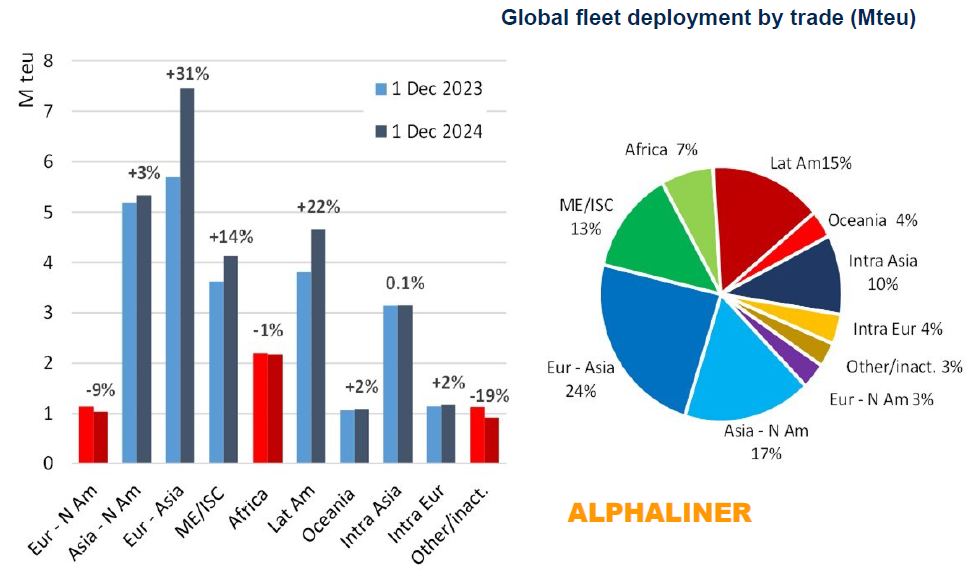 Global fleet deployment by trade (Mteu)
M teu
8
7
6
5
4
3
2
1
0
1 Dec 2023
1 Dec 2024
-9%
+3%
+31%
+14%
-1%
+22%
+2%
0.1%
+2%
-19%
Eur - N Am
Asia - N Am
Eur - Asia
ME/ISC
Africa
Lat Am
Oceania
Intra Asia
Intra Eur
Other/inact.
Africa 7%
Lat Am15%
ME/ISC
13%
Oceania 4%
Intra Asia
10%
Intra Eur 4%
Other/inact. 3%
Eur - N Am 3%
Eur - Asia
24%
Asia - N Am
17%
ALPHALINER